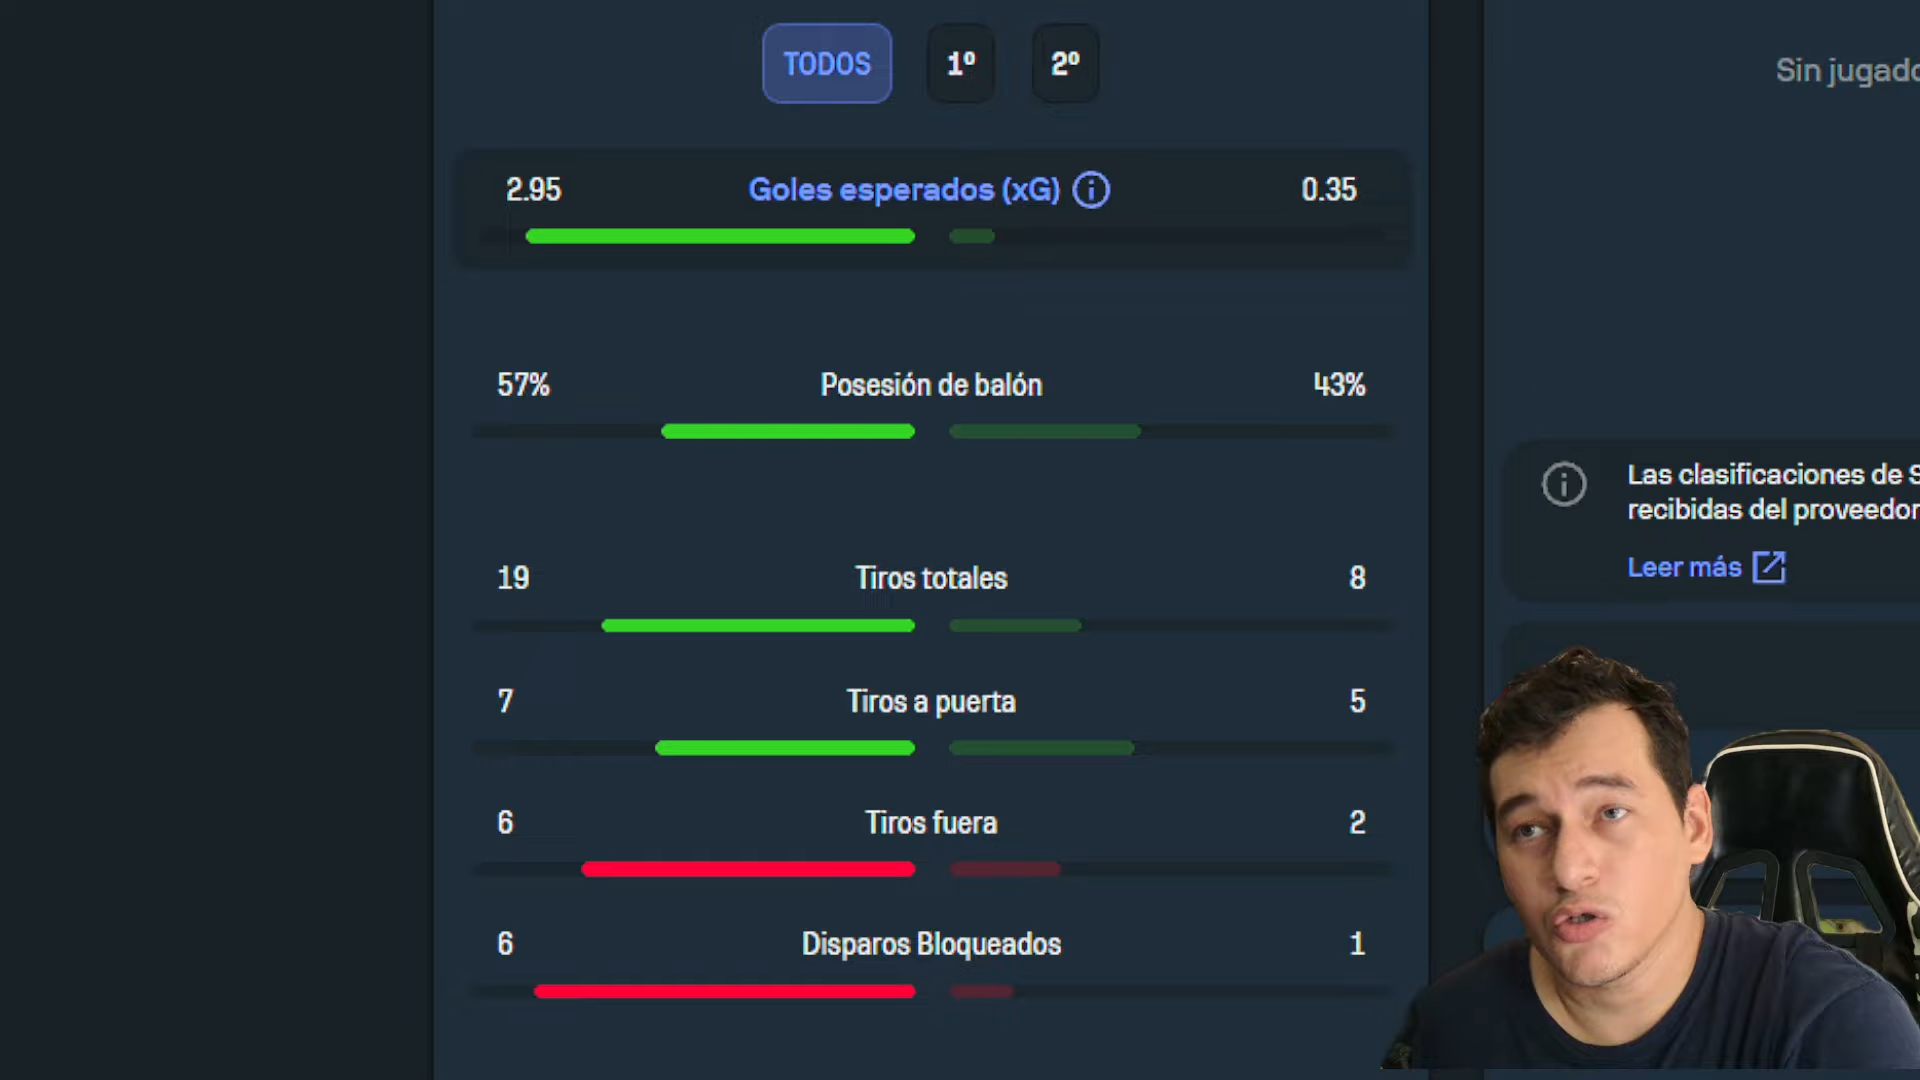 TODOS 1º 2º
Sin jugado
2.95 Goles esperados (xG) 0.35
57% Posesión de balón 43%
19 Tiros totales 8
7 Tiros a puerta 5
6 Tiros fuera 2
6 Disparos Bloqueados 1
Las clasificaciones de S
recibidas del proveedor
Leer más